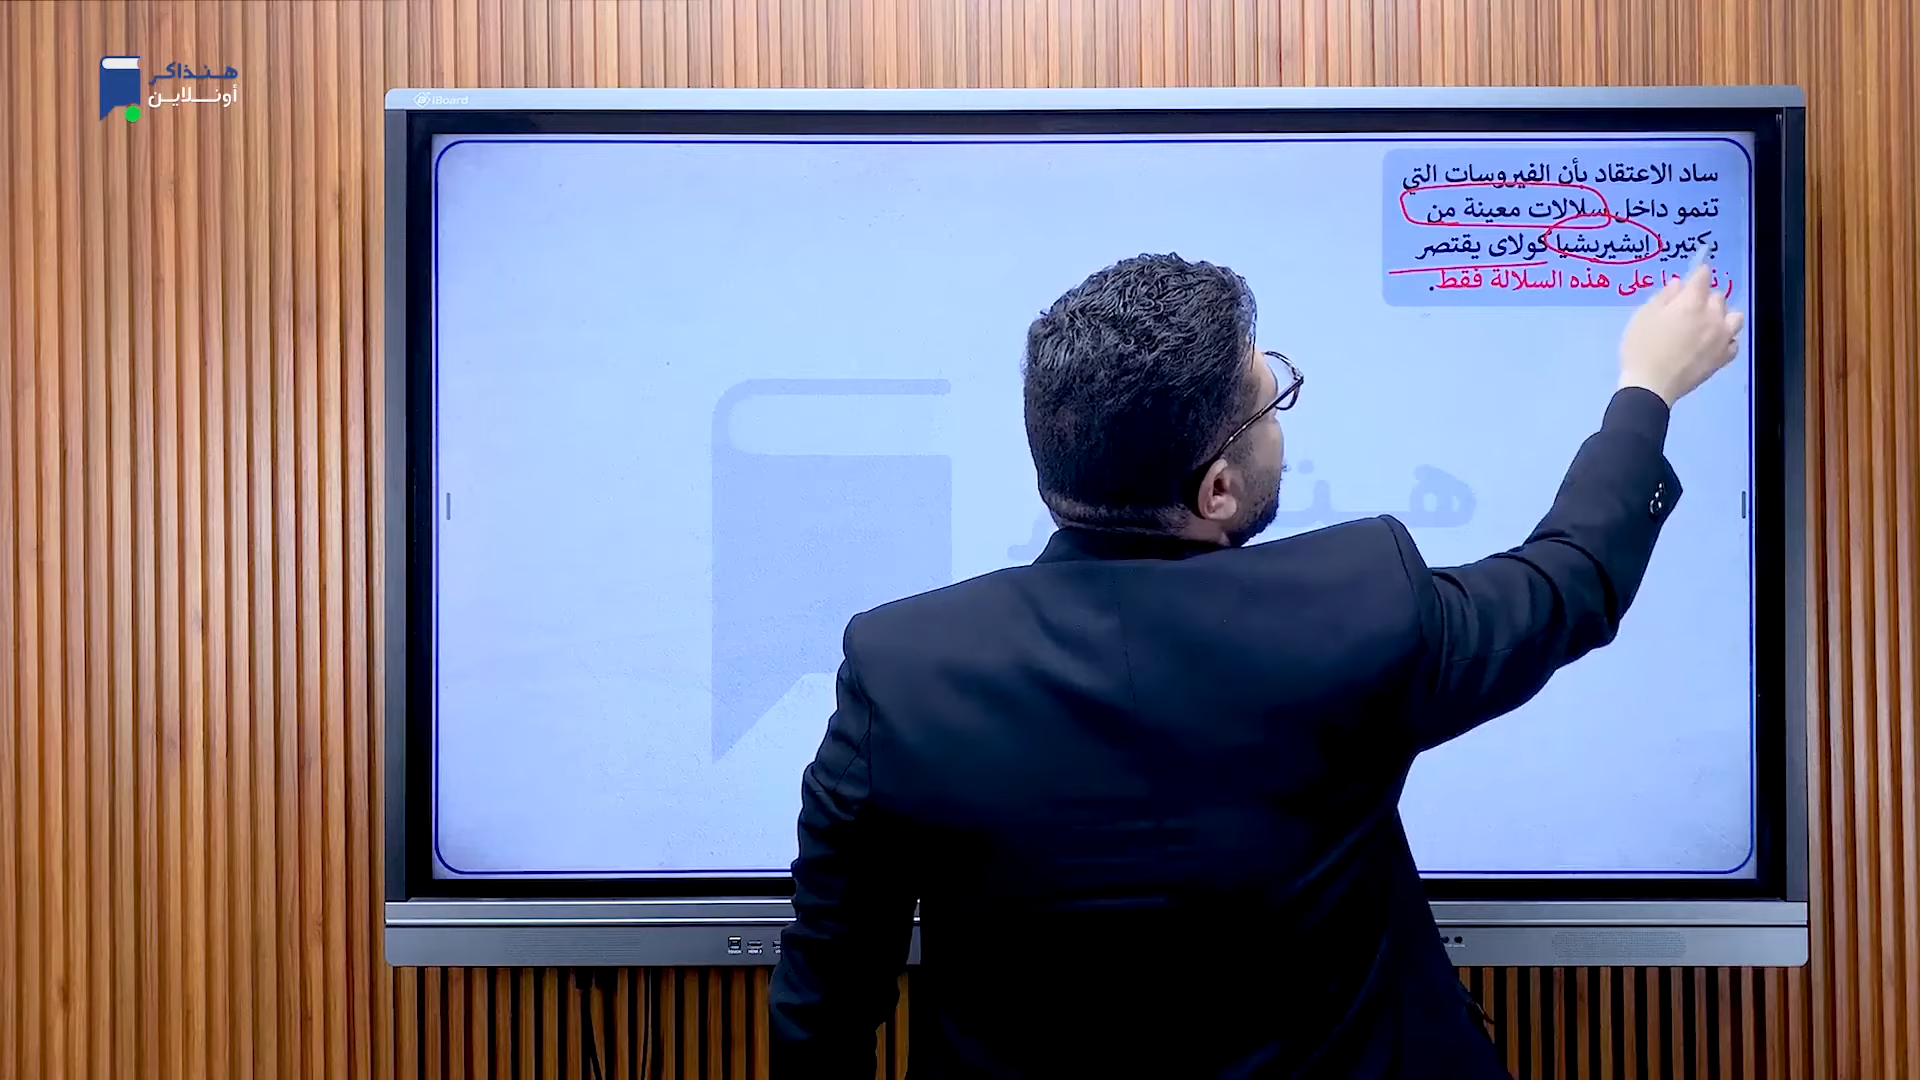 هنذاكر
أونلاين
iBoard
ساد الاعتقاد بأن الفيروسات التي
تنمو داخل سلالات معينة من
بكتيريا إيشيريشيا كولاى يقتصر
على هذه السلالة فقط.